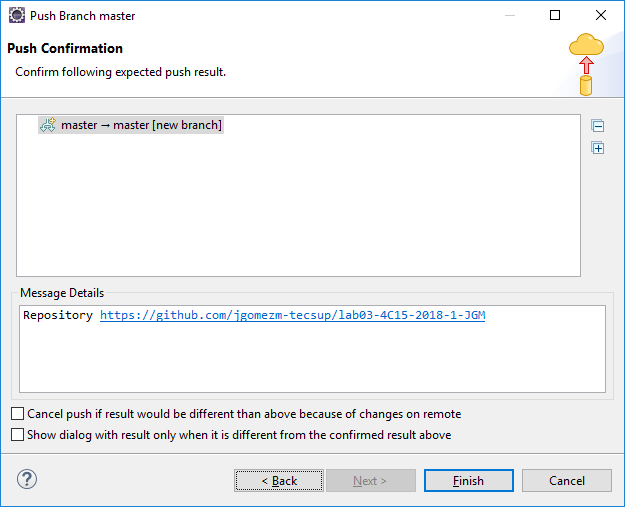 Push Branch master
Push Confirmation
Confirm following expected push result.
master → master [new branch]
Message Details
Repository https://github.com/jgomezm-tecsup/lab03-4C15-2018-1-JGM
Cancel push if result would be different than above because of changes on remote
Show dialog with result only when it is different from the confirmed result above
? < Back Next > Finish Cancel